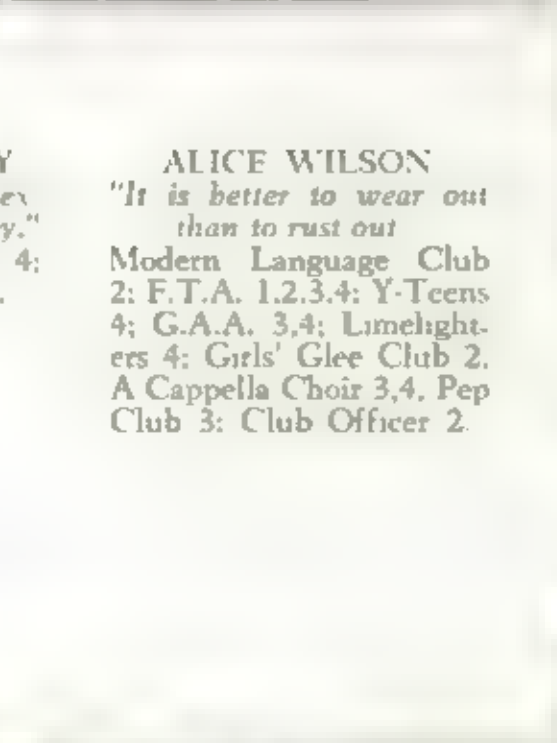 ALICE WILSON
"It is better to wear out
than to rust out
Modern Language Club
2; F.T.A. 1,2,3,4; Y-Teens
4; G.A.A. 3,4; Limelight-
ers 4; Girls' Glee Club 2,
A Cappella Choir 3,4, Pep
Club 3; Club Officer 2.